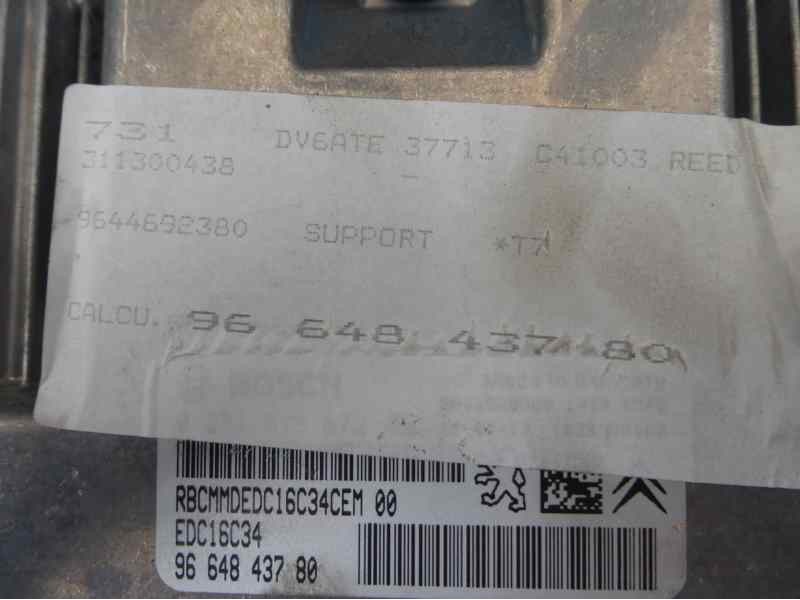 731 DV6ATE 37713 C41003 REED
311300438 -
9644692380 SUPPORT *T7
CALCU. 96 648 437 80
BOSCH
RBCMMDEDC16C34CEM 00
EDC16C34
96 648 437 80